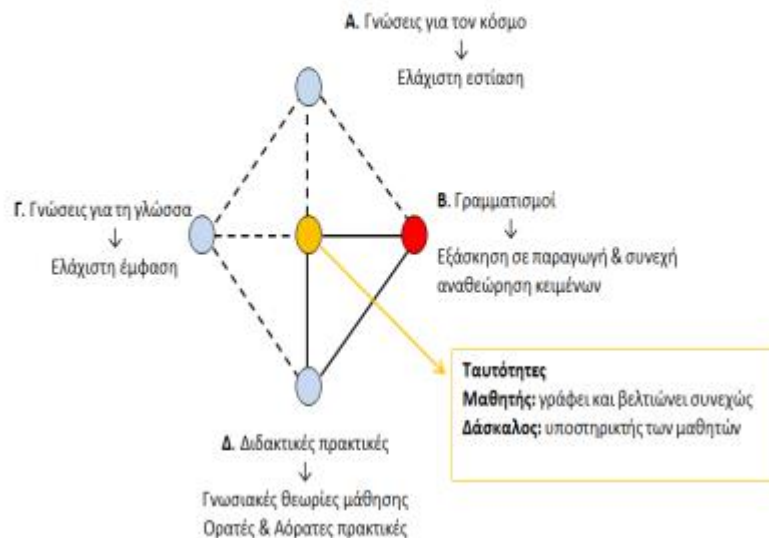 Α. Γνώσεις για τον κόσμο
↓
Ελάχιστη εστίαση
Γ. Γνώσεις για τη γλώσσα
↓
Ελάχιστη έμφαση
Β. Γραμματισμοί
↓
Εξάσκηση σε παραγωγή & συνεχή
αναθεώρηση κειμένων
Ταυτότητες
Μαθητής: γράφει και βελτιώνει συνεχώς
Δάσκαλος: υποστηρικτής των μαθητών
Δ. Διδακτικές πρακτικές
↓
Γνωσιακές θεωρίες μάθησης
Ορατές & Αόρατες πρακτικές